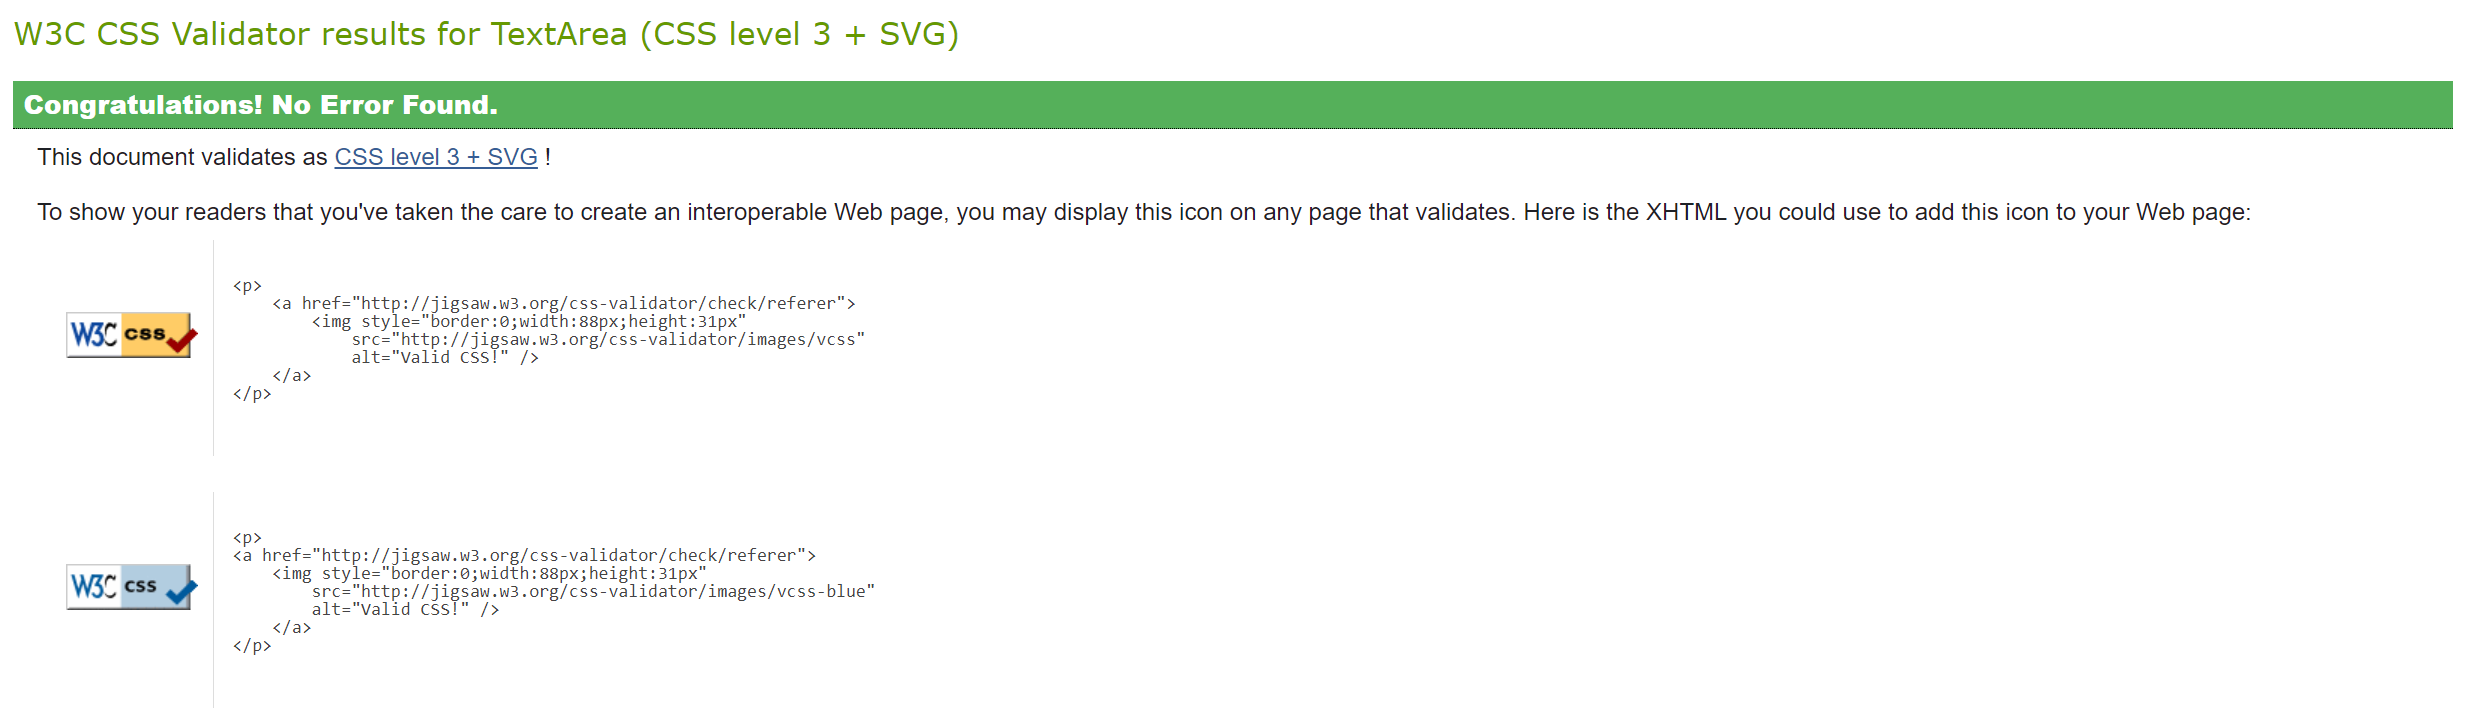 W3C CSS Validator results for TextArea (CSS level 3 + SVG)
Congratulations! No Error Found.
This document validates as CSS level 3 + SVG !
To show your readers that you've taken the care to create an interoperable Web page, you may display this icon on any page that validates. Here is the XHTML you could use to add this icon to your Web page:
W3C css
<p>
    <a href="http://jigsaw.w3.org/css-validator/check/referer">
        <img style="border:0;width:88px;height:31px"
            src="http://jigsaw.w3.org/css-validator/images/vcss"
            alt="Valid CSS!" />
    </a>
</p>
W3C css
<p>
<a href="http://jigsaw.w3.org/css-validator/check/referer">
    <img style="border:0;width:88px;height:31px"
        src="http://jigsaw.w3.org/css-validator/images/vcss-blue"
        alt="Valid CSS!" />
    </a>
</p>